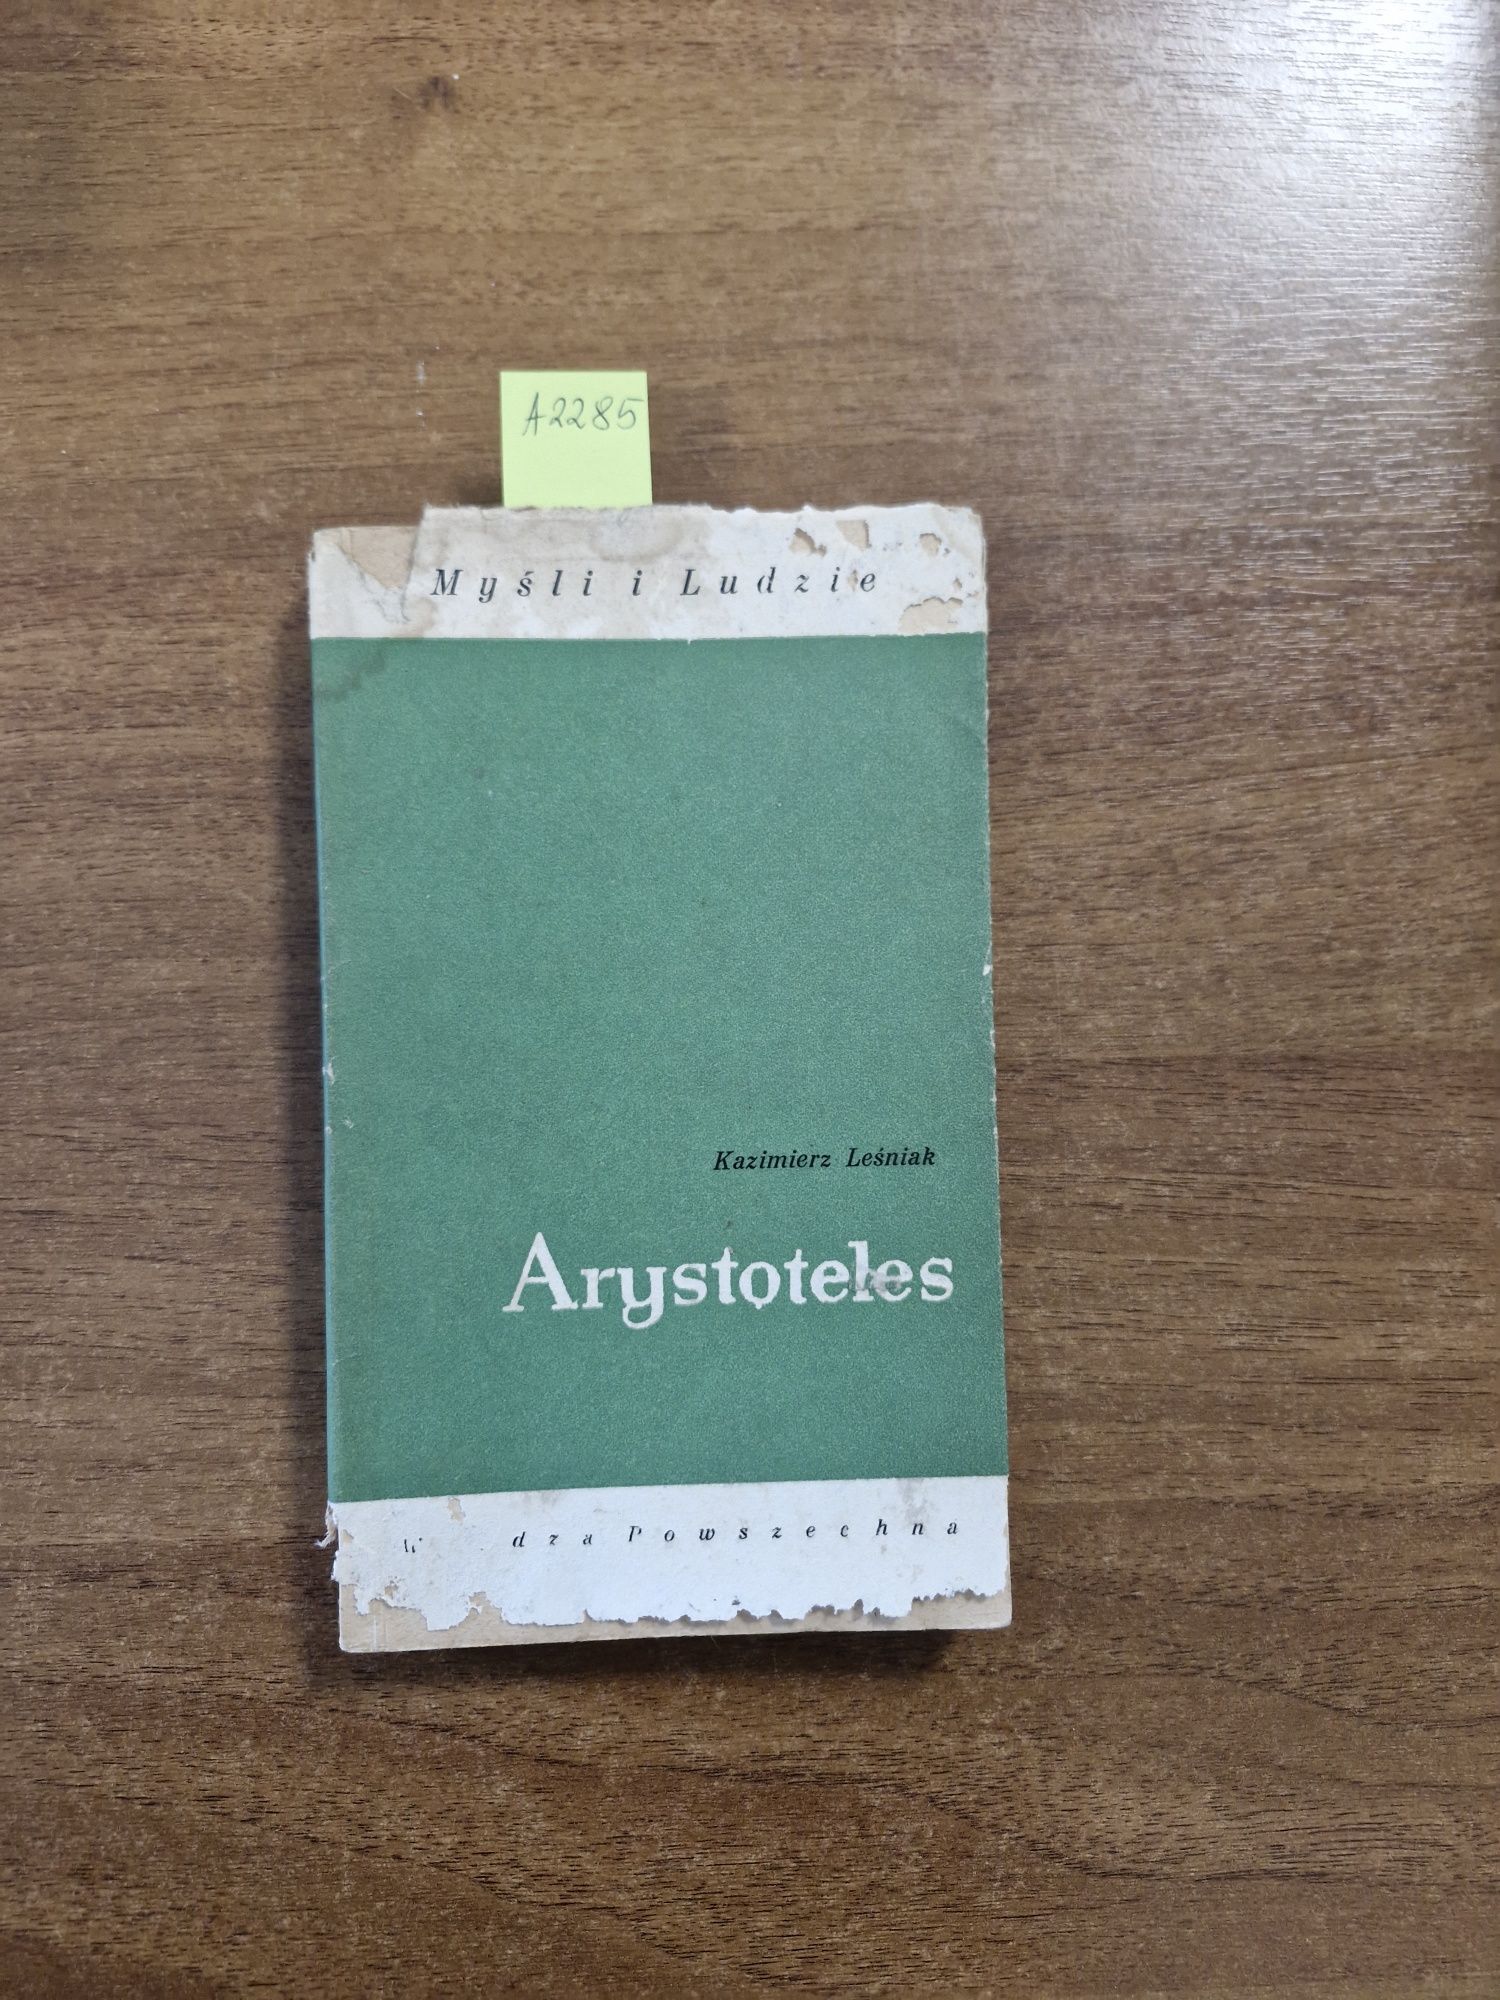 A2285
Myśli i Ludzie
Kazimierz Leśniak
Arystoteles
dza Powszechna